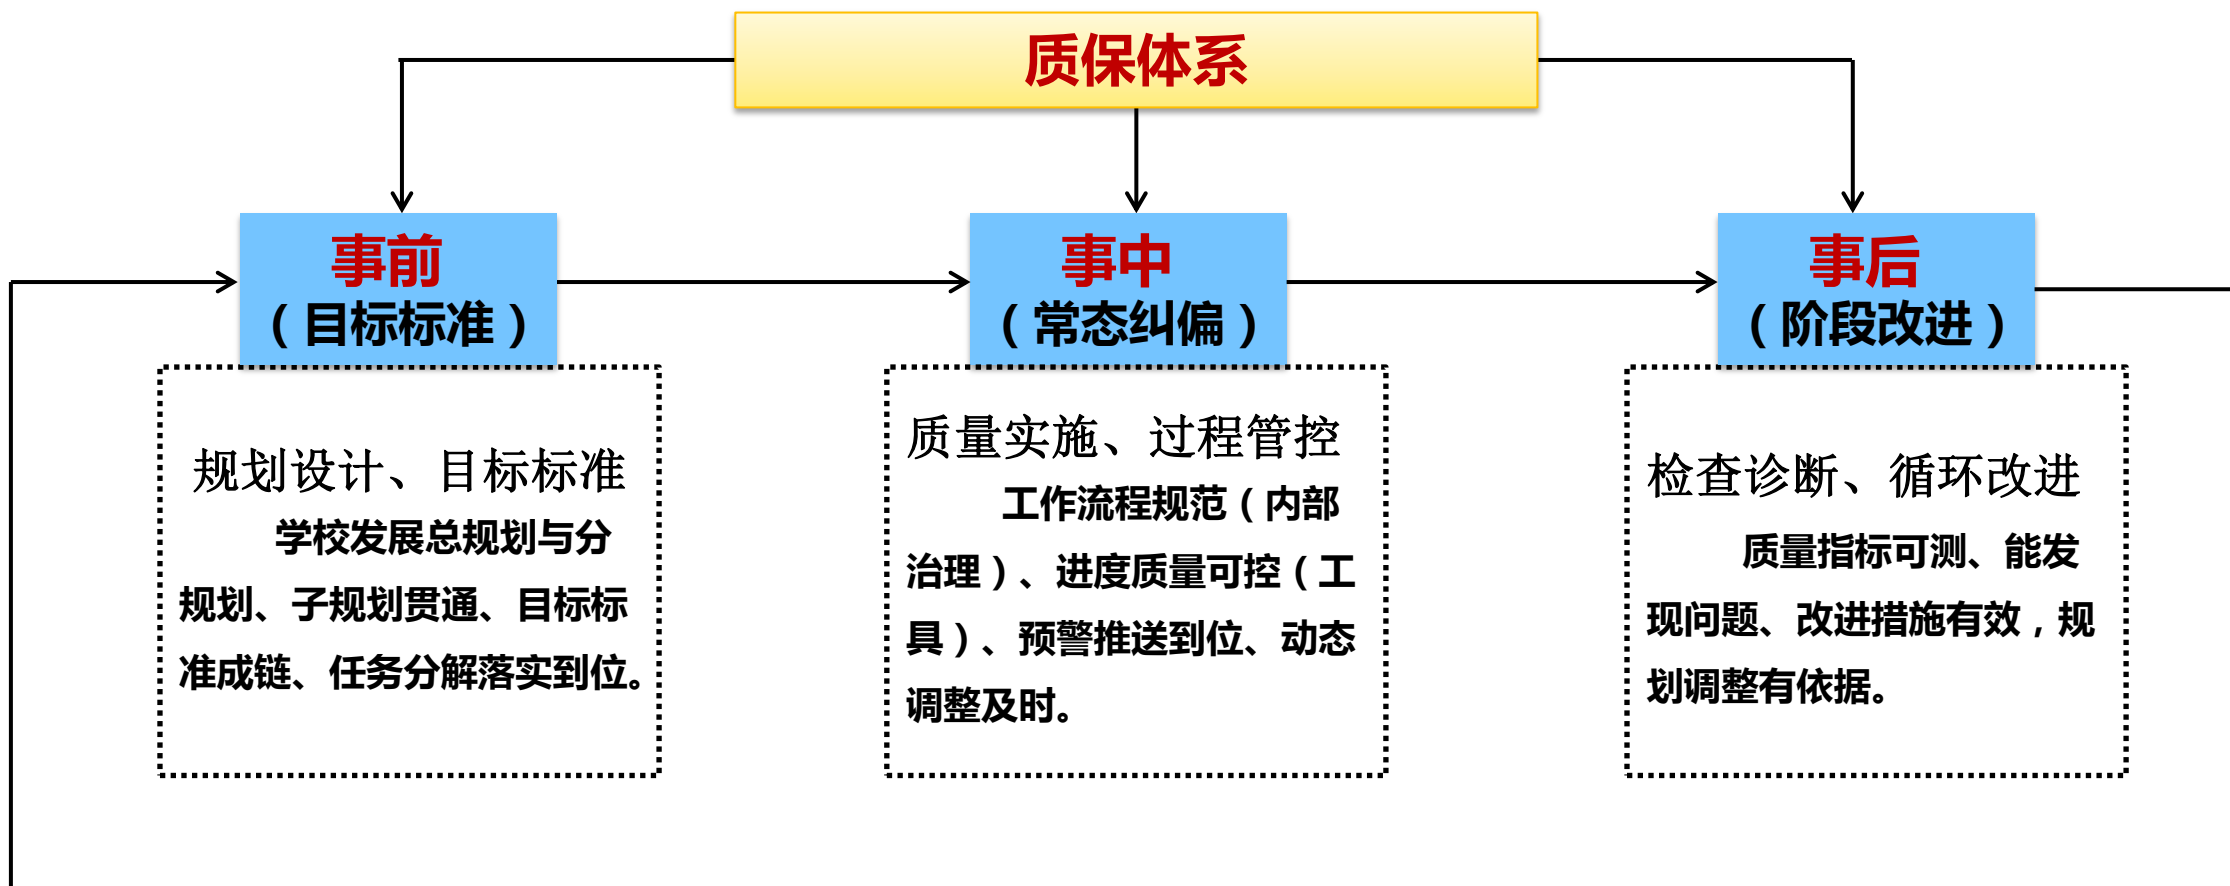 质保体系
事前
（目标标准）
规划设计、目标标准
学校发展总规划与分
规划、子规划贯通、目标标
准成链、任务分解落实到位。
事中
（常态纠偏）
质量实施、过程管控
工作流程规范（内部
治理）、进度质量可控（工
具）、预警推送到位、动态
调整及时。
事后
（阶段改进）
检查诊断、循环改进
质量指标可测、能发
现问题、改进措施有效，规
划调整有依据。